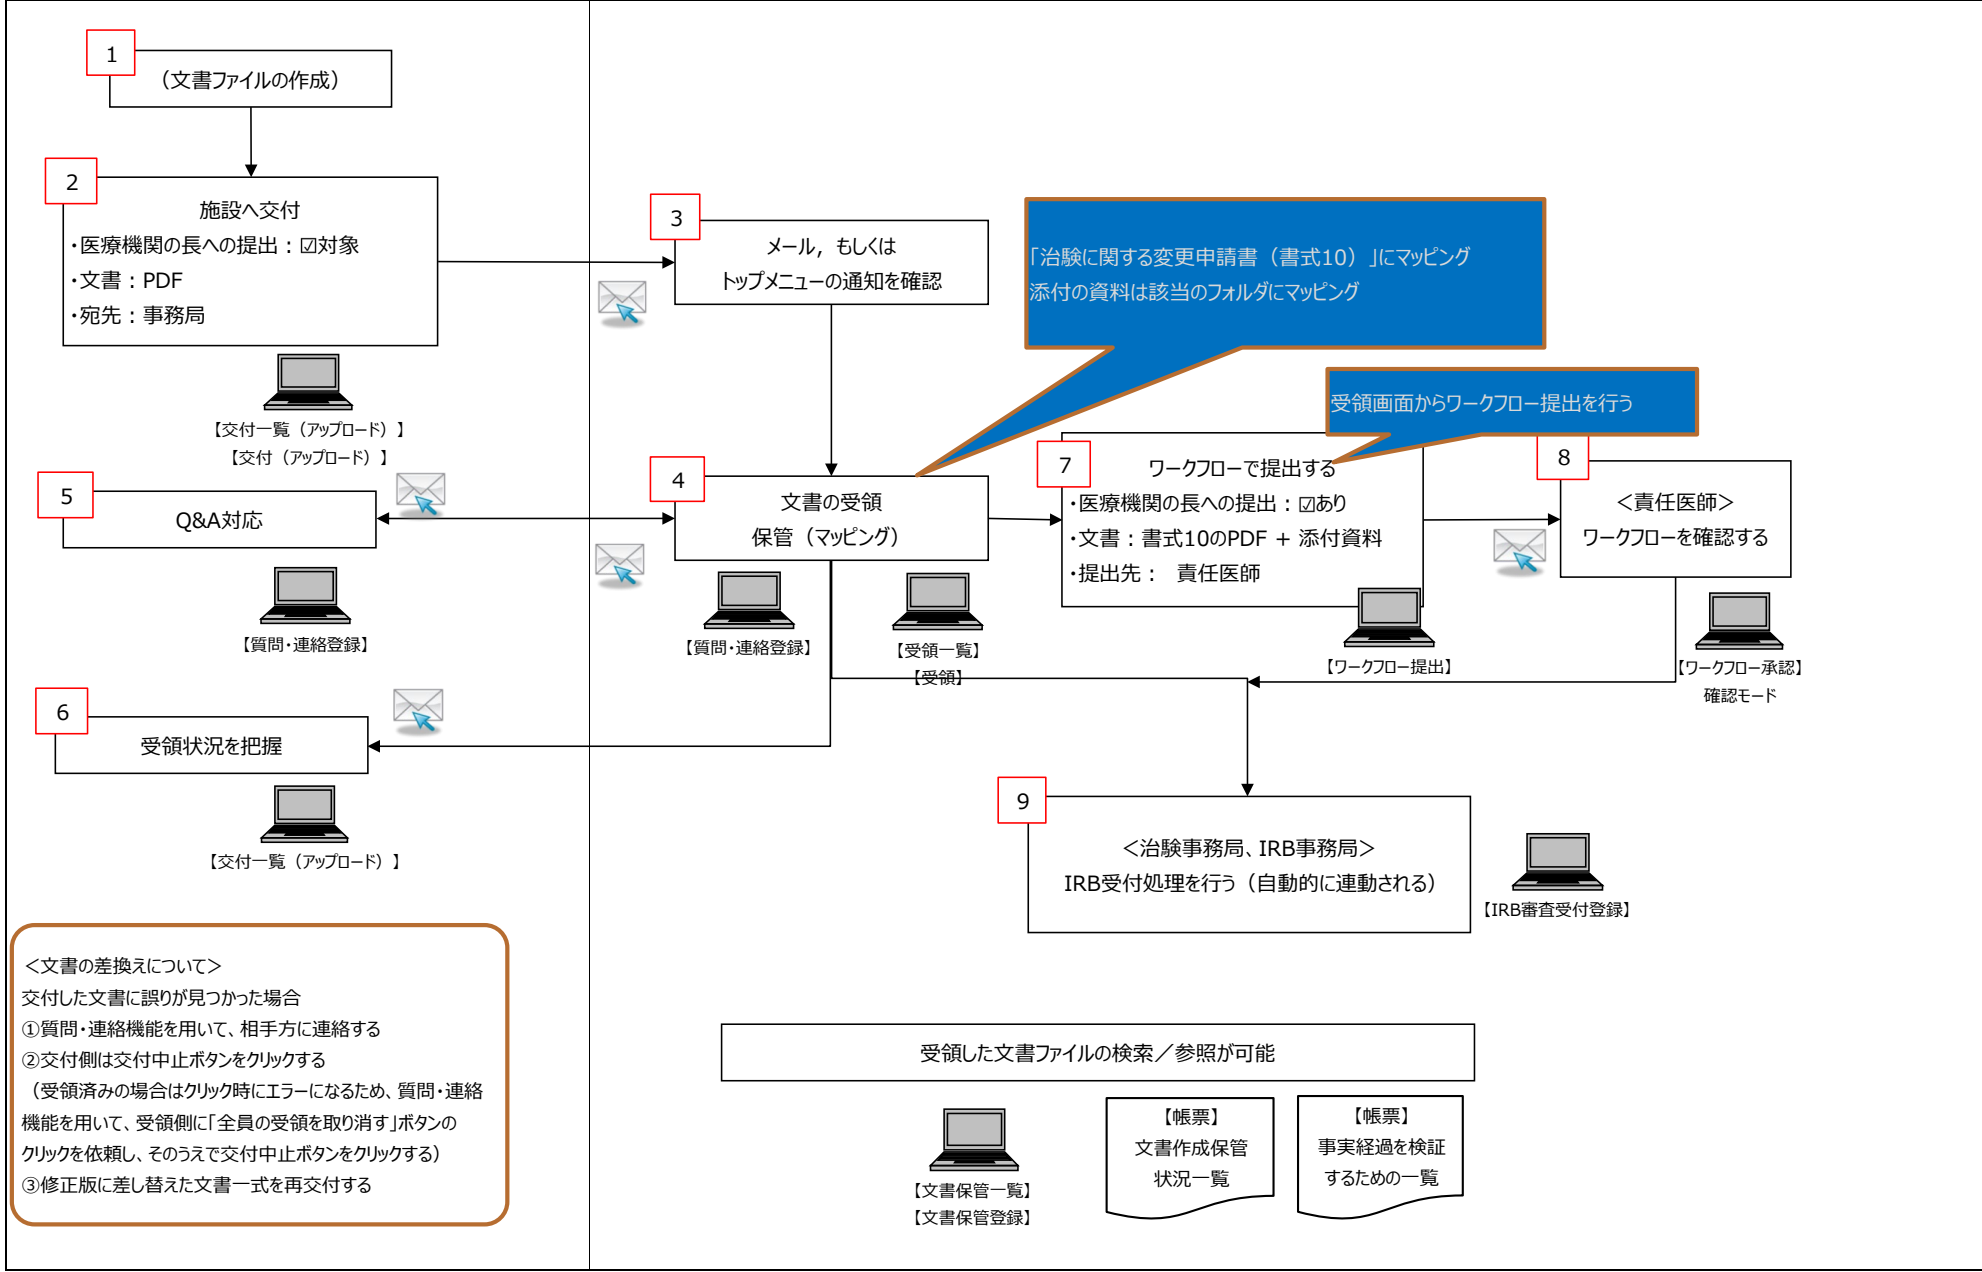 1
（文書ファイルの作成）
2
施設へ交付
・医療機関の長への提出：☑対象
・文書：PDF
・宛先：事務局
【交付一覧（アップロード）】
【交付（アップロード）】
3
メール，もしくは
トップメニューの通知を確認
「治験に関する変更申請書（書式10）」にマッピング
添付の資料は該当のフォルダにマッピング
受領画面からワークフロー提出を行う
4
文書の受領
保管（マッピング）
【質問・連絡登録】
【受領一覧】
【受領】
5
Q&A対応
【質問・連絡登録】
6
受領状況を把握
【交付一覧（アップロード）】
7
ワークフローで提出する
・医療機関の長への提出：☑あり
・文書：書式10のPDF + 添付資料
・提出先： 責任医師
【ワークフロー提出】
8
＜責任医師＞
ワークフローを確認する
【ワークフロー承認】
確認モード
9
＜治験事務局、IRB事務局＞
IRB受付処理を行う（自動的に連動される）
【IRB審査受付登録】
＜文書の差換えについて＞
交付した文書に誤りが見つかった場合
①質問・連絡機能を用いて、相手方に連絡する
②交付側は交付中止ボタンをクリックする
（受領済みの場合はクリック時にエラーになるため、質問・連絡
機能を用いて、受領側に「全員の受領を取り消す」ボタンの
クリックを依頼し、そのうえで交付中止ボタンをクリックする）
③修正版に差し替えた文書一式を再交付する
受領した文書ファイルの検索／参照が可能
【文書保管一覧】
【文書保管登録】
【帳票】
文書作成保管
状況一覧
【帳票】
事実経過を検証
するための一覧